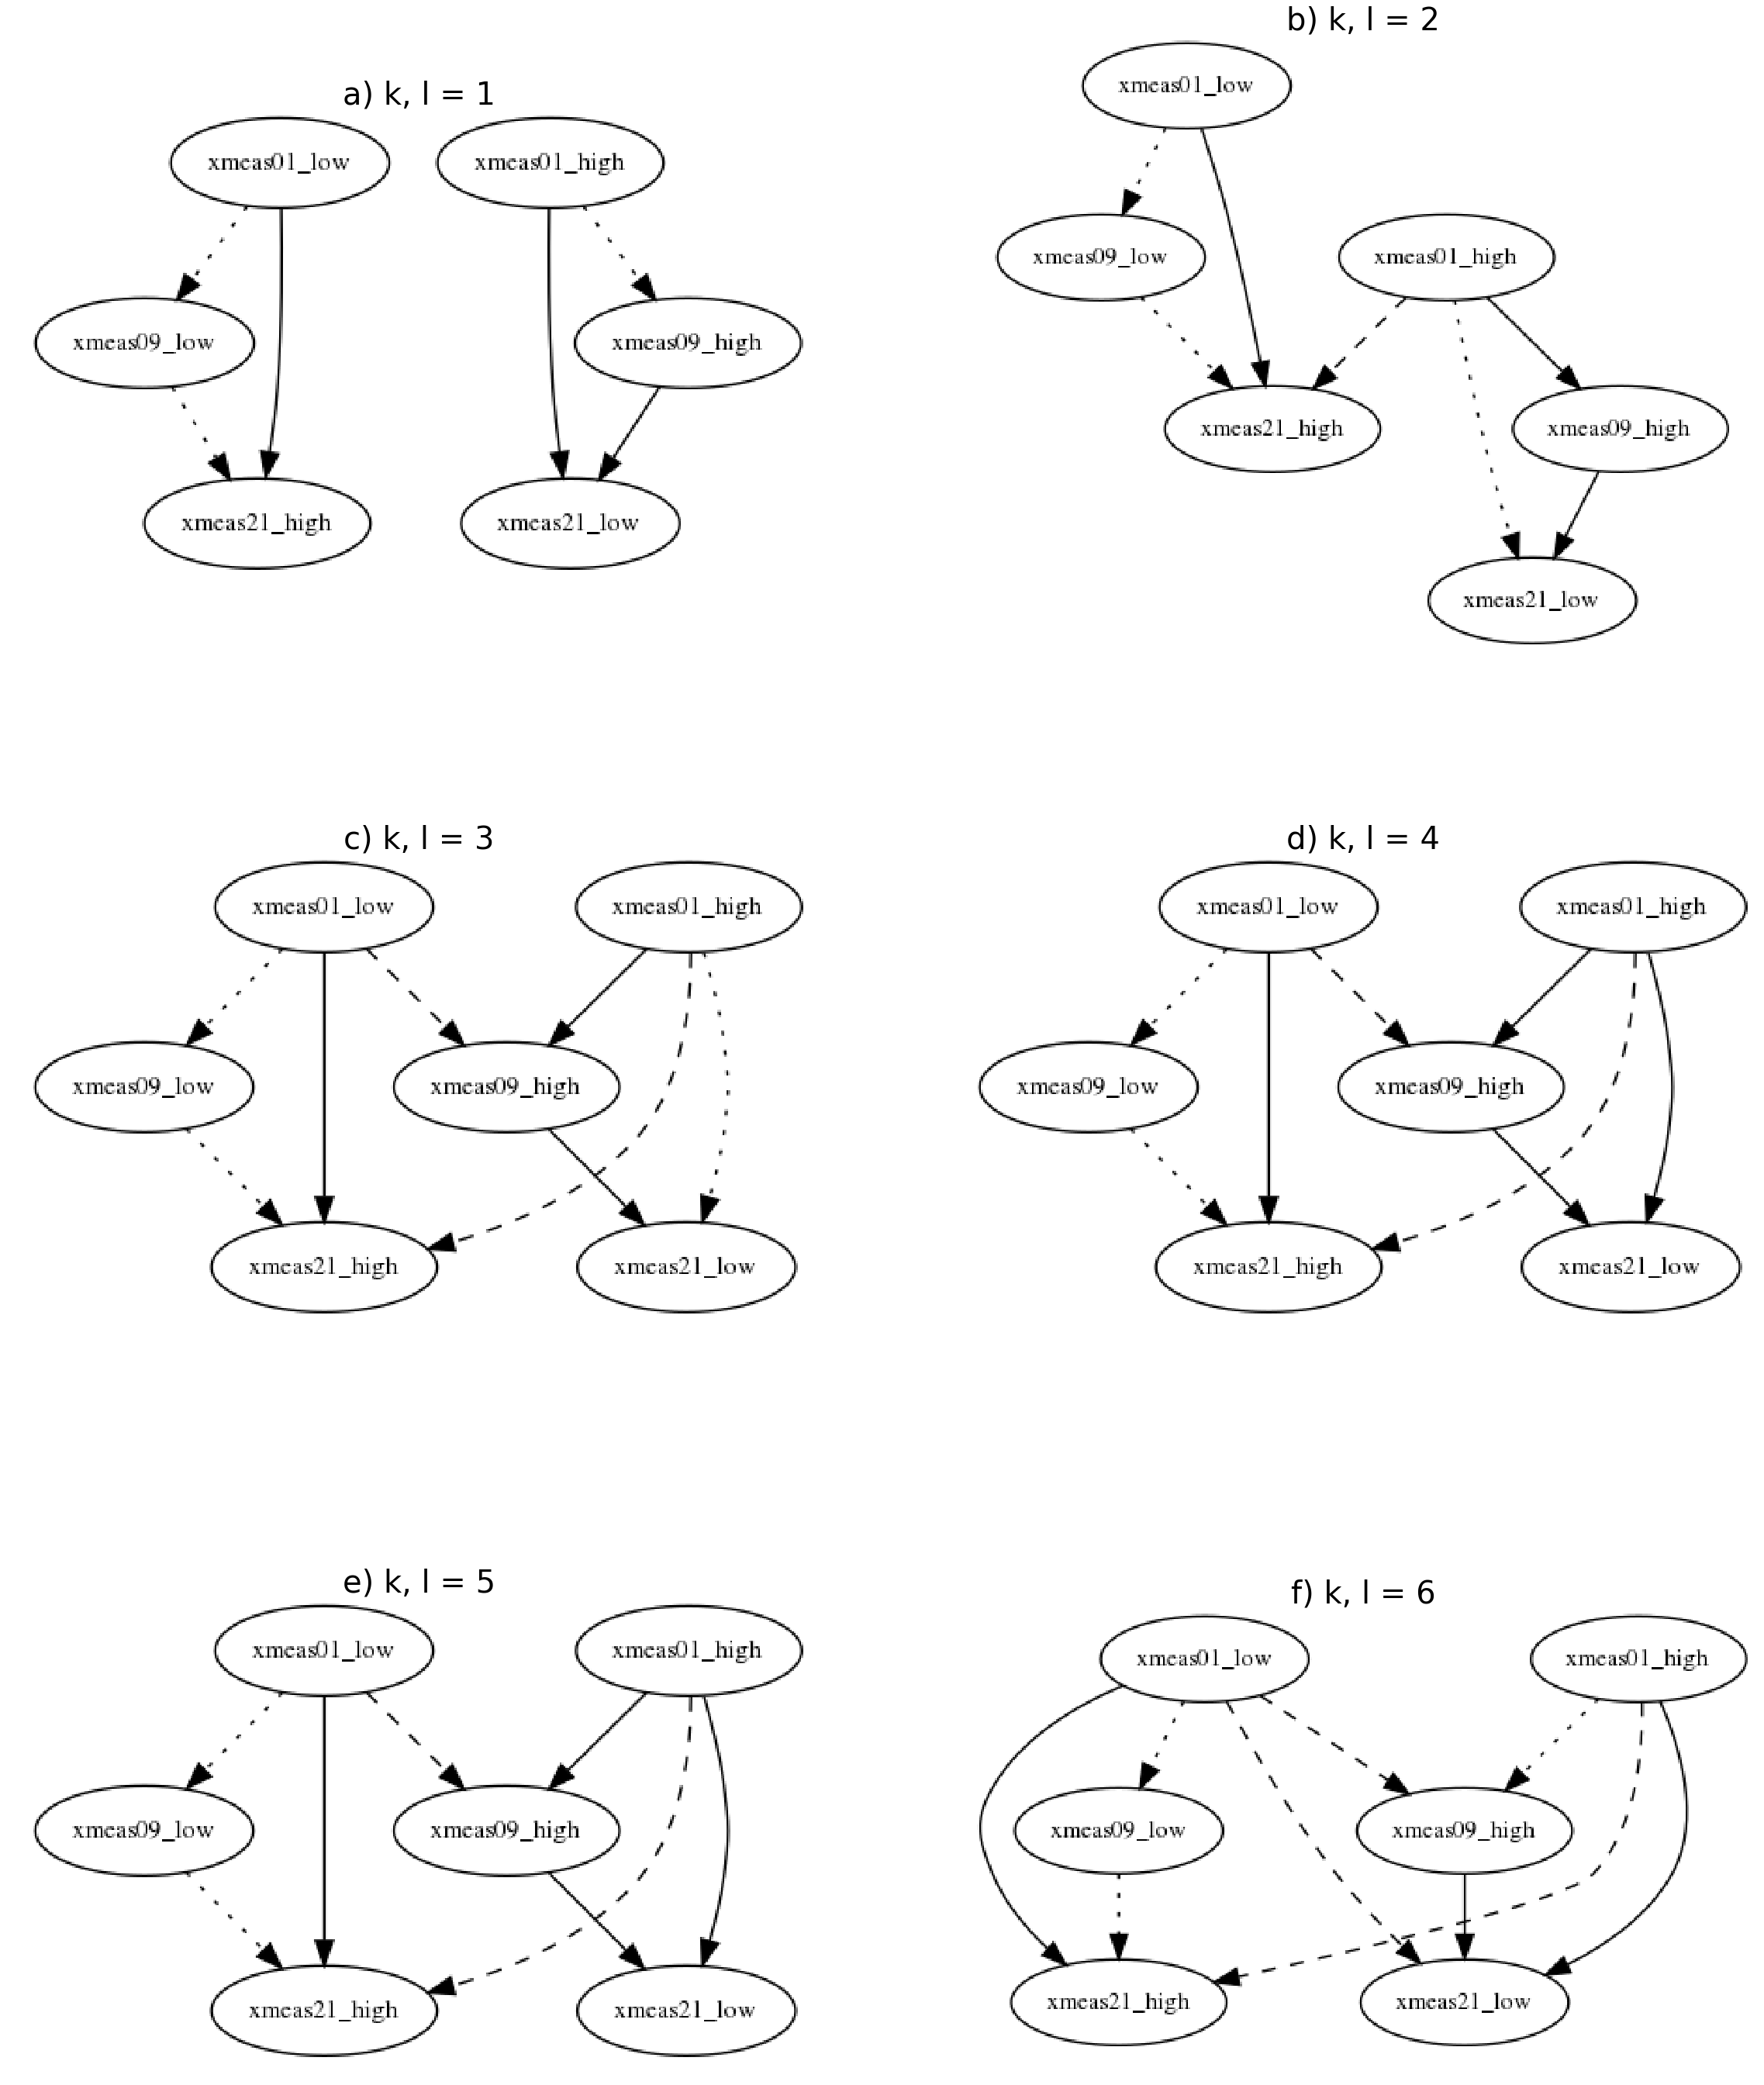 a) k, l = 1
xmeas01_low
xmeas01_high
xmeas09_low
xmeas09_high
xmeas21_high
xmeas21_low
b) k, l = 2
xmeas01_low
xmeas09_low
xmeas01_high
xmeas21_high
xmeas09_high
xmeas21_low
c) k, l = 3
xmeas01_low
xmeas01_high
xmeas09_low
xmeas09_high
xmeas21_high
xmeas21_low
d) k, l = 4
xmeas01_low
xmeas01_high
xmeas09_low
xmeas09_high
xmeas21_high
xmeas21_low
e) k, l = 5
xmeas01_low
xmeas01_high
xmeas09_low
xmeas09_high
xmeas21_high
xmeas21_low
f) k, l = 6
xmeas01_low
xmeas01_high
xmeas09_low
xmeas09_high
xmeas21_high
xmeas21_low